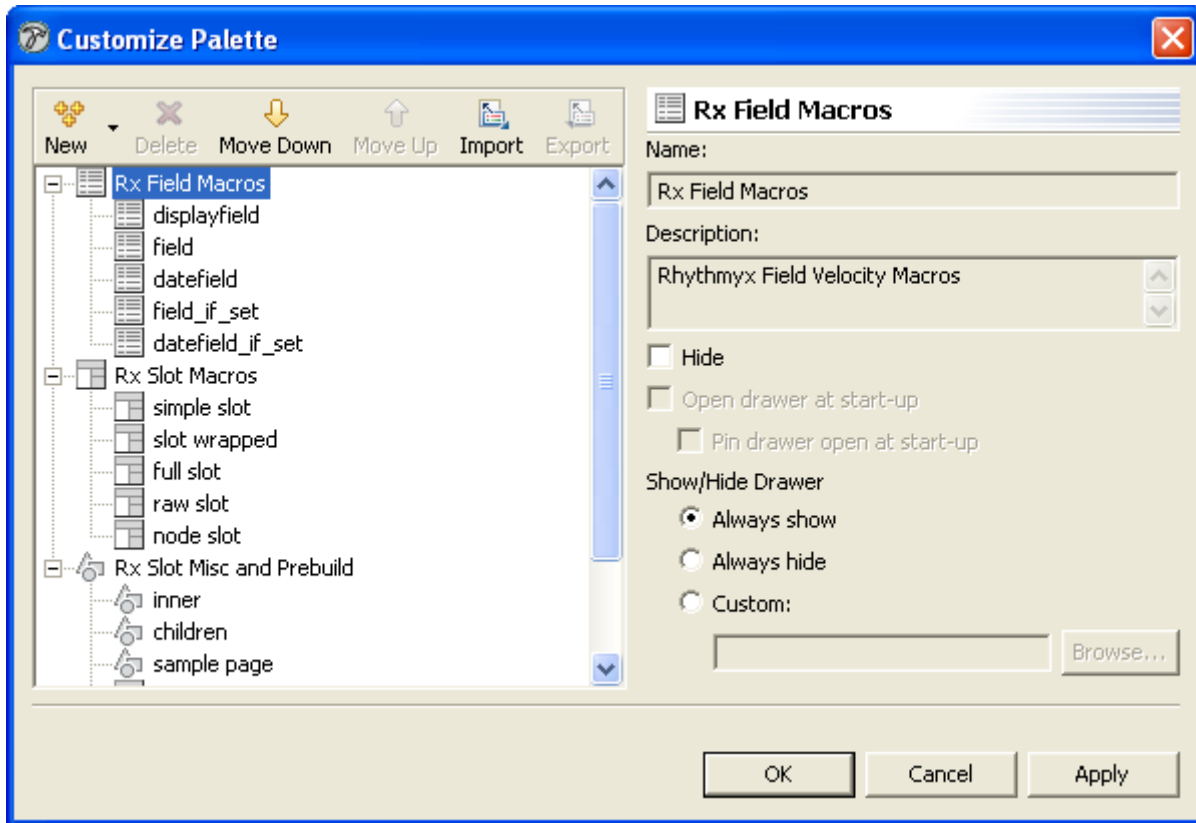 Customize Palette
New Delete Move Down Move Up Import Export
Rx Field Macros
displayfield
field
datefield
field_if_set
datefield_if_set
Rx Slot Macros
simple slot
slot wrapped
full slot
raw slot
node slot
Rx Slot Misc and Prebuild
inner
children
sample page
Rx Field Macros
Name:
Rx Field Macros
Description:
Rhythmyx Field Velocity Macros
Hide
Open drawer at start-up
Pin drawer open at start-up
Show/Hide Drawer
Always show
Always hide
Custom:
Browse...
OK Cancel Apply